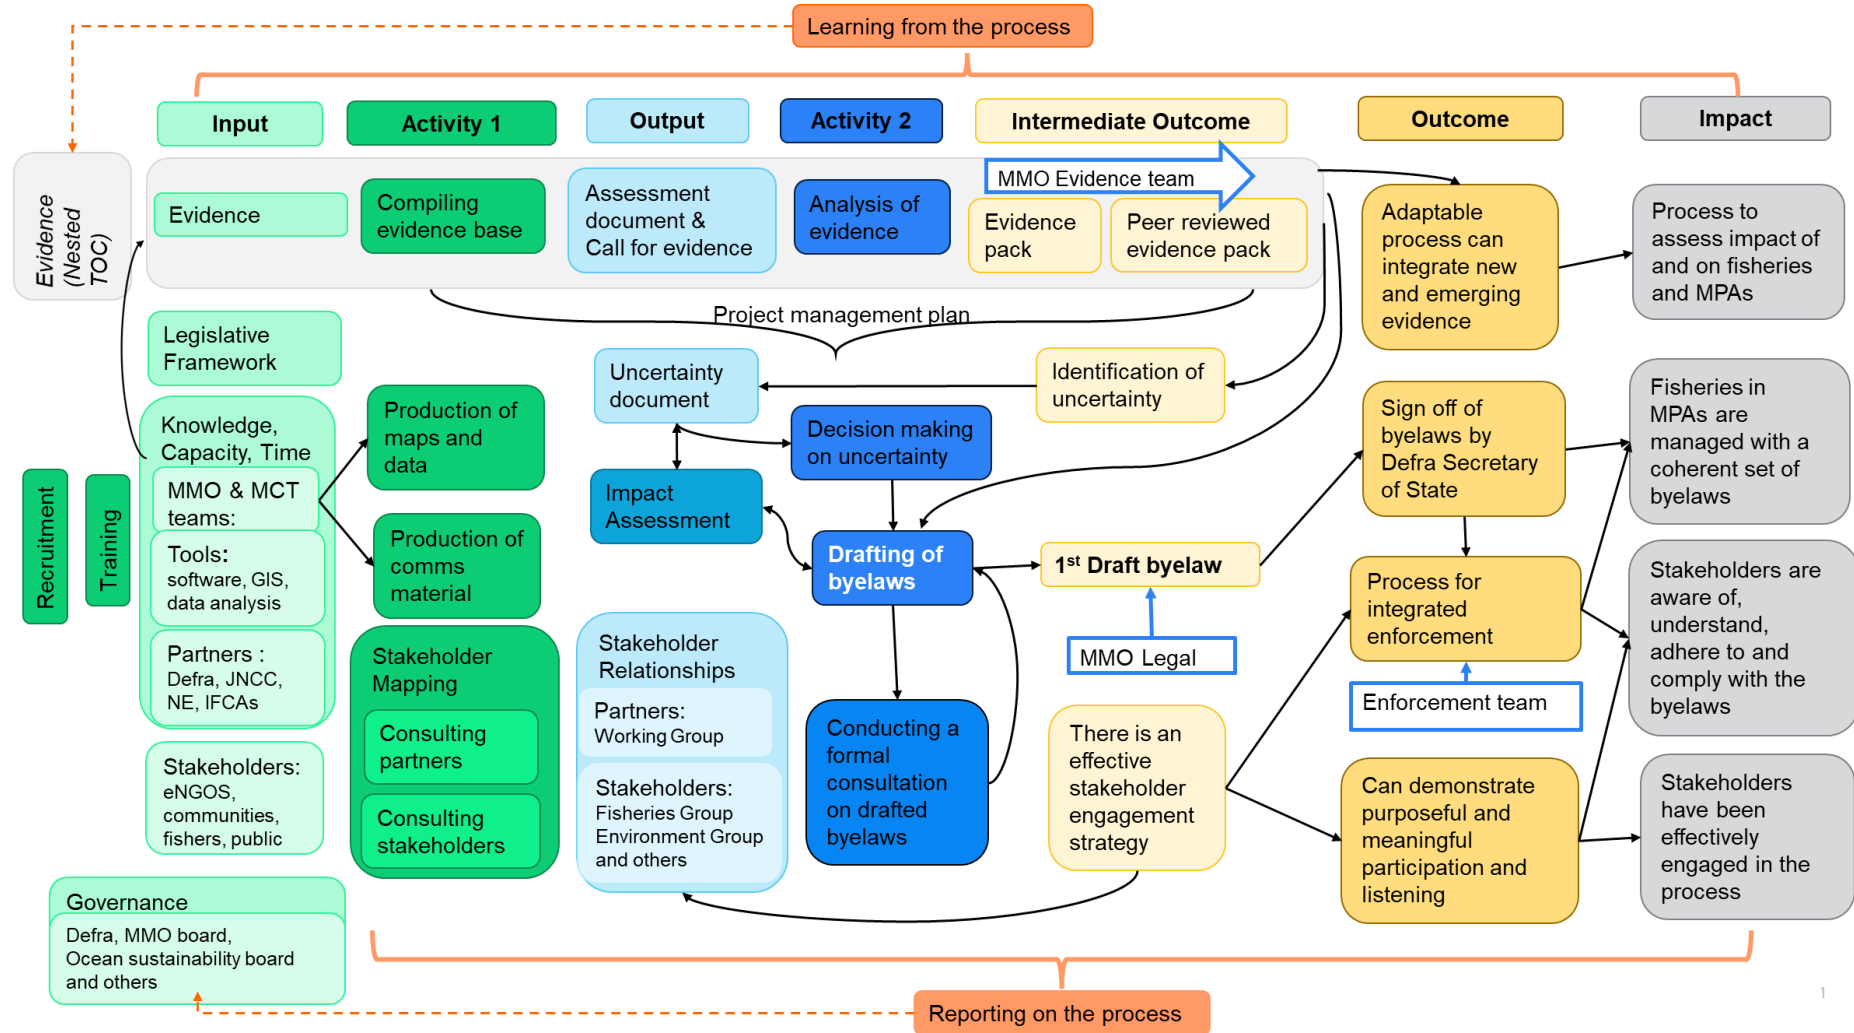 Learning from the process
Input
Activity 1
Output
Activity 2
Intermediate Outcome
Outcome
Impact
Evidence
(Nested
TOC)
Evidence
Compiling
evidence base
Assessment
document &
Call for evidence
Analysis of
evidence
MMO Evidence team
Evidence
pack
Peer reviewed
evidence pack
Adaptable
process can
integrate new
and emerging
evidence
Process to
assess impact of
and on fisheries
and MPAs
Project management plan
Legislative
Framework
Uncertainty
document
Identification of
uncertainty
Knowledge,
Capacity, Time
MMO & MCT
teams:
Tools:
software, GIS,
data analysis
Partners :
Defra, JNCC,
NE, IFCAs
Recruitment
Training
Production of
maps and
data
Production of
comms
material
Decision making
on uncertainty
Impact
Assessment
Drafting of
byelaws
1st Draft byelaw
MMO Legal
Sign off of
byelaws by
Defra Secretary
of State
Fisheries in
MPAs are
managed with a
coherent set of
byelaws
Process for
integrated
enforcement
Enforcement team
Stakeholders are
aware of,
understand,
adhere to and
comply with the
byelaws
Stakeholder
Mapping
Consulting
partners
Consulting
stakeholders
Stakeholder
Relationships
Partners:
Working Group
Stakeholders:
Fisheries Group
Environment Group
and others
Conducting a
formal
consultation
on drafted
byelaws
There is an
effective
stakeholder
engagement
strategy
Can demonstrate
purposeful and
meaningful
participation and
listening
Stakeholders
have been
effectively
engaged in the
process
Stakeholders:
eNGOS,
communities,
fishers, public
Governance
Defra, MMO board,
Ocean sustainability board
and others
Reporting on the process
1